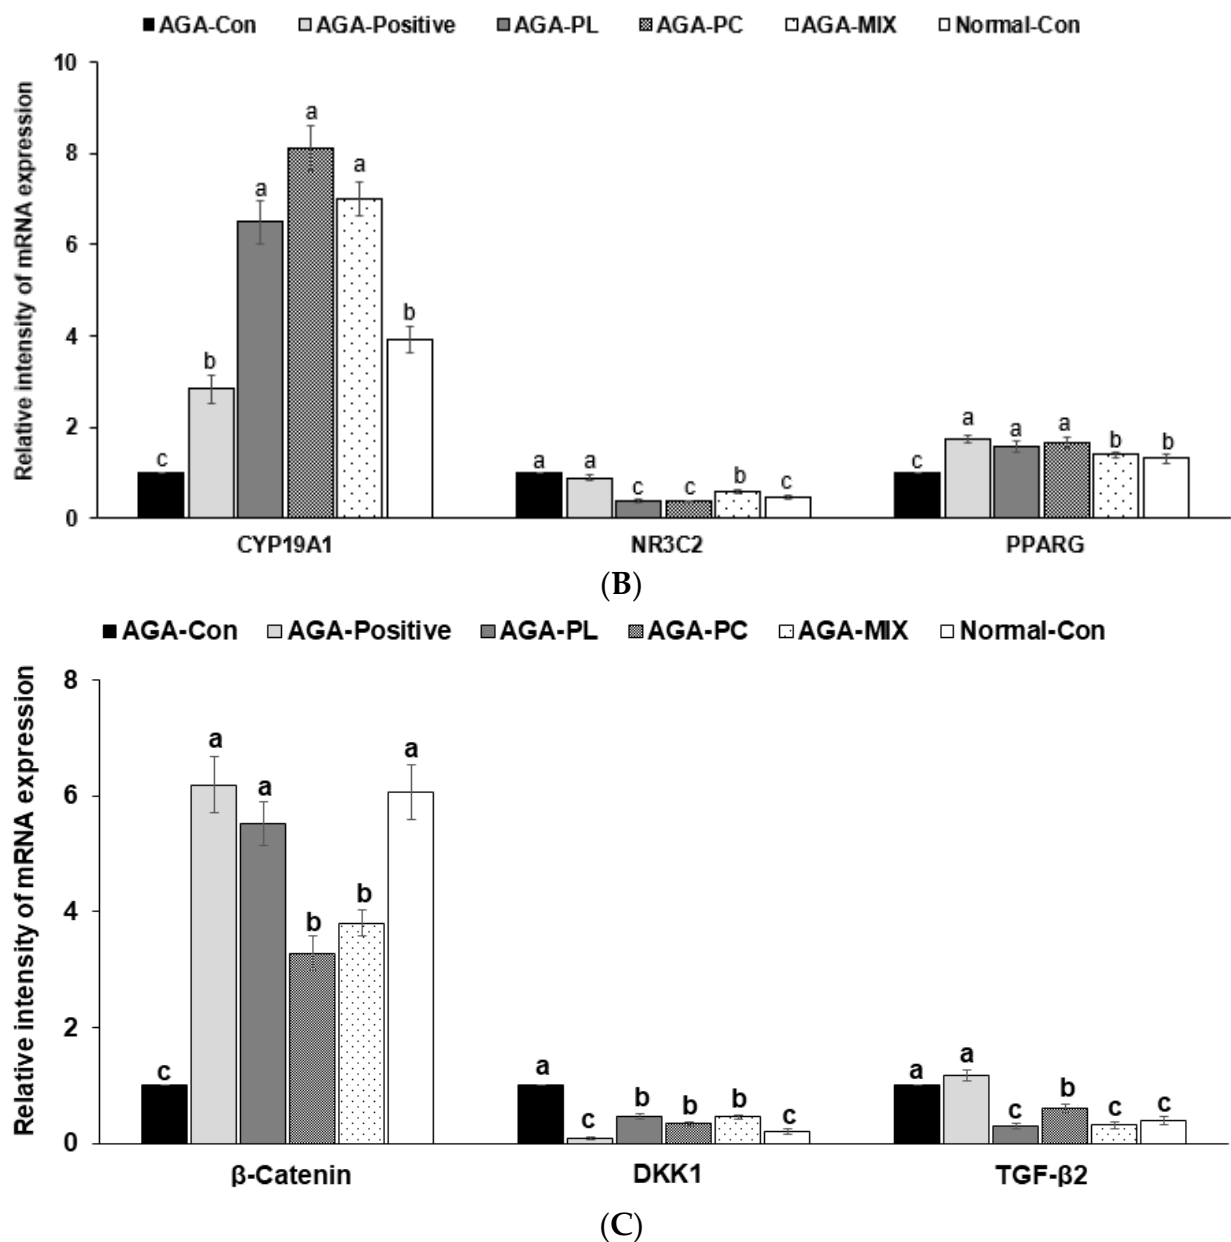 AGA-Con AGA-Positive AGA-PL AGA-PC AGA-MIX Normal-Con
Relative intensity of mRNA expression
10
8
6
4
2
0
c b a a a b
a a c c b c
c a a a b b
CYP19A1 NR3C2 PPARG
(B)
AGA-Con AGA-Positive AGA-PL AGA-PC AGA-MIX Normal-Con
Relative intensity of mRNA expression
8
6
4
2
0
c a a b b a
a c b b b c
a a c b c c
β-Catenin DKK1 TGF-β2
(C)